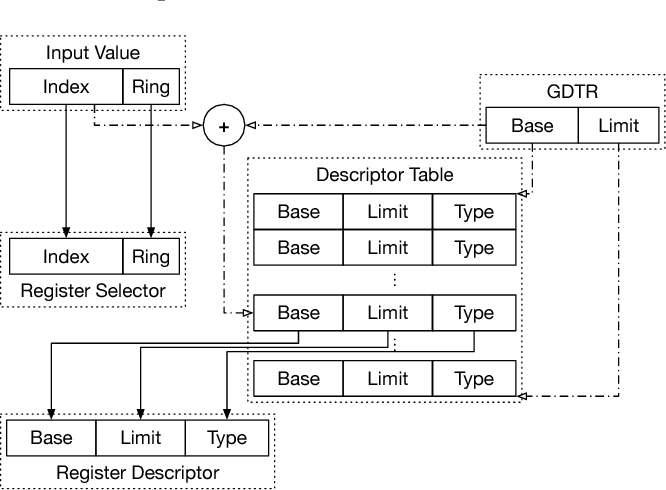 Input Value
Index Ring
+
GDTR
Base Limit
Descriptor Table
Base Limit Type
Base Limit Type
⋮
Base Limit Type
⋮
Base Limit Type
Index Ring
Register Selector
Base Limit Type
Register Descriptor